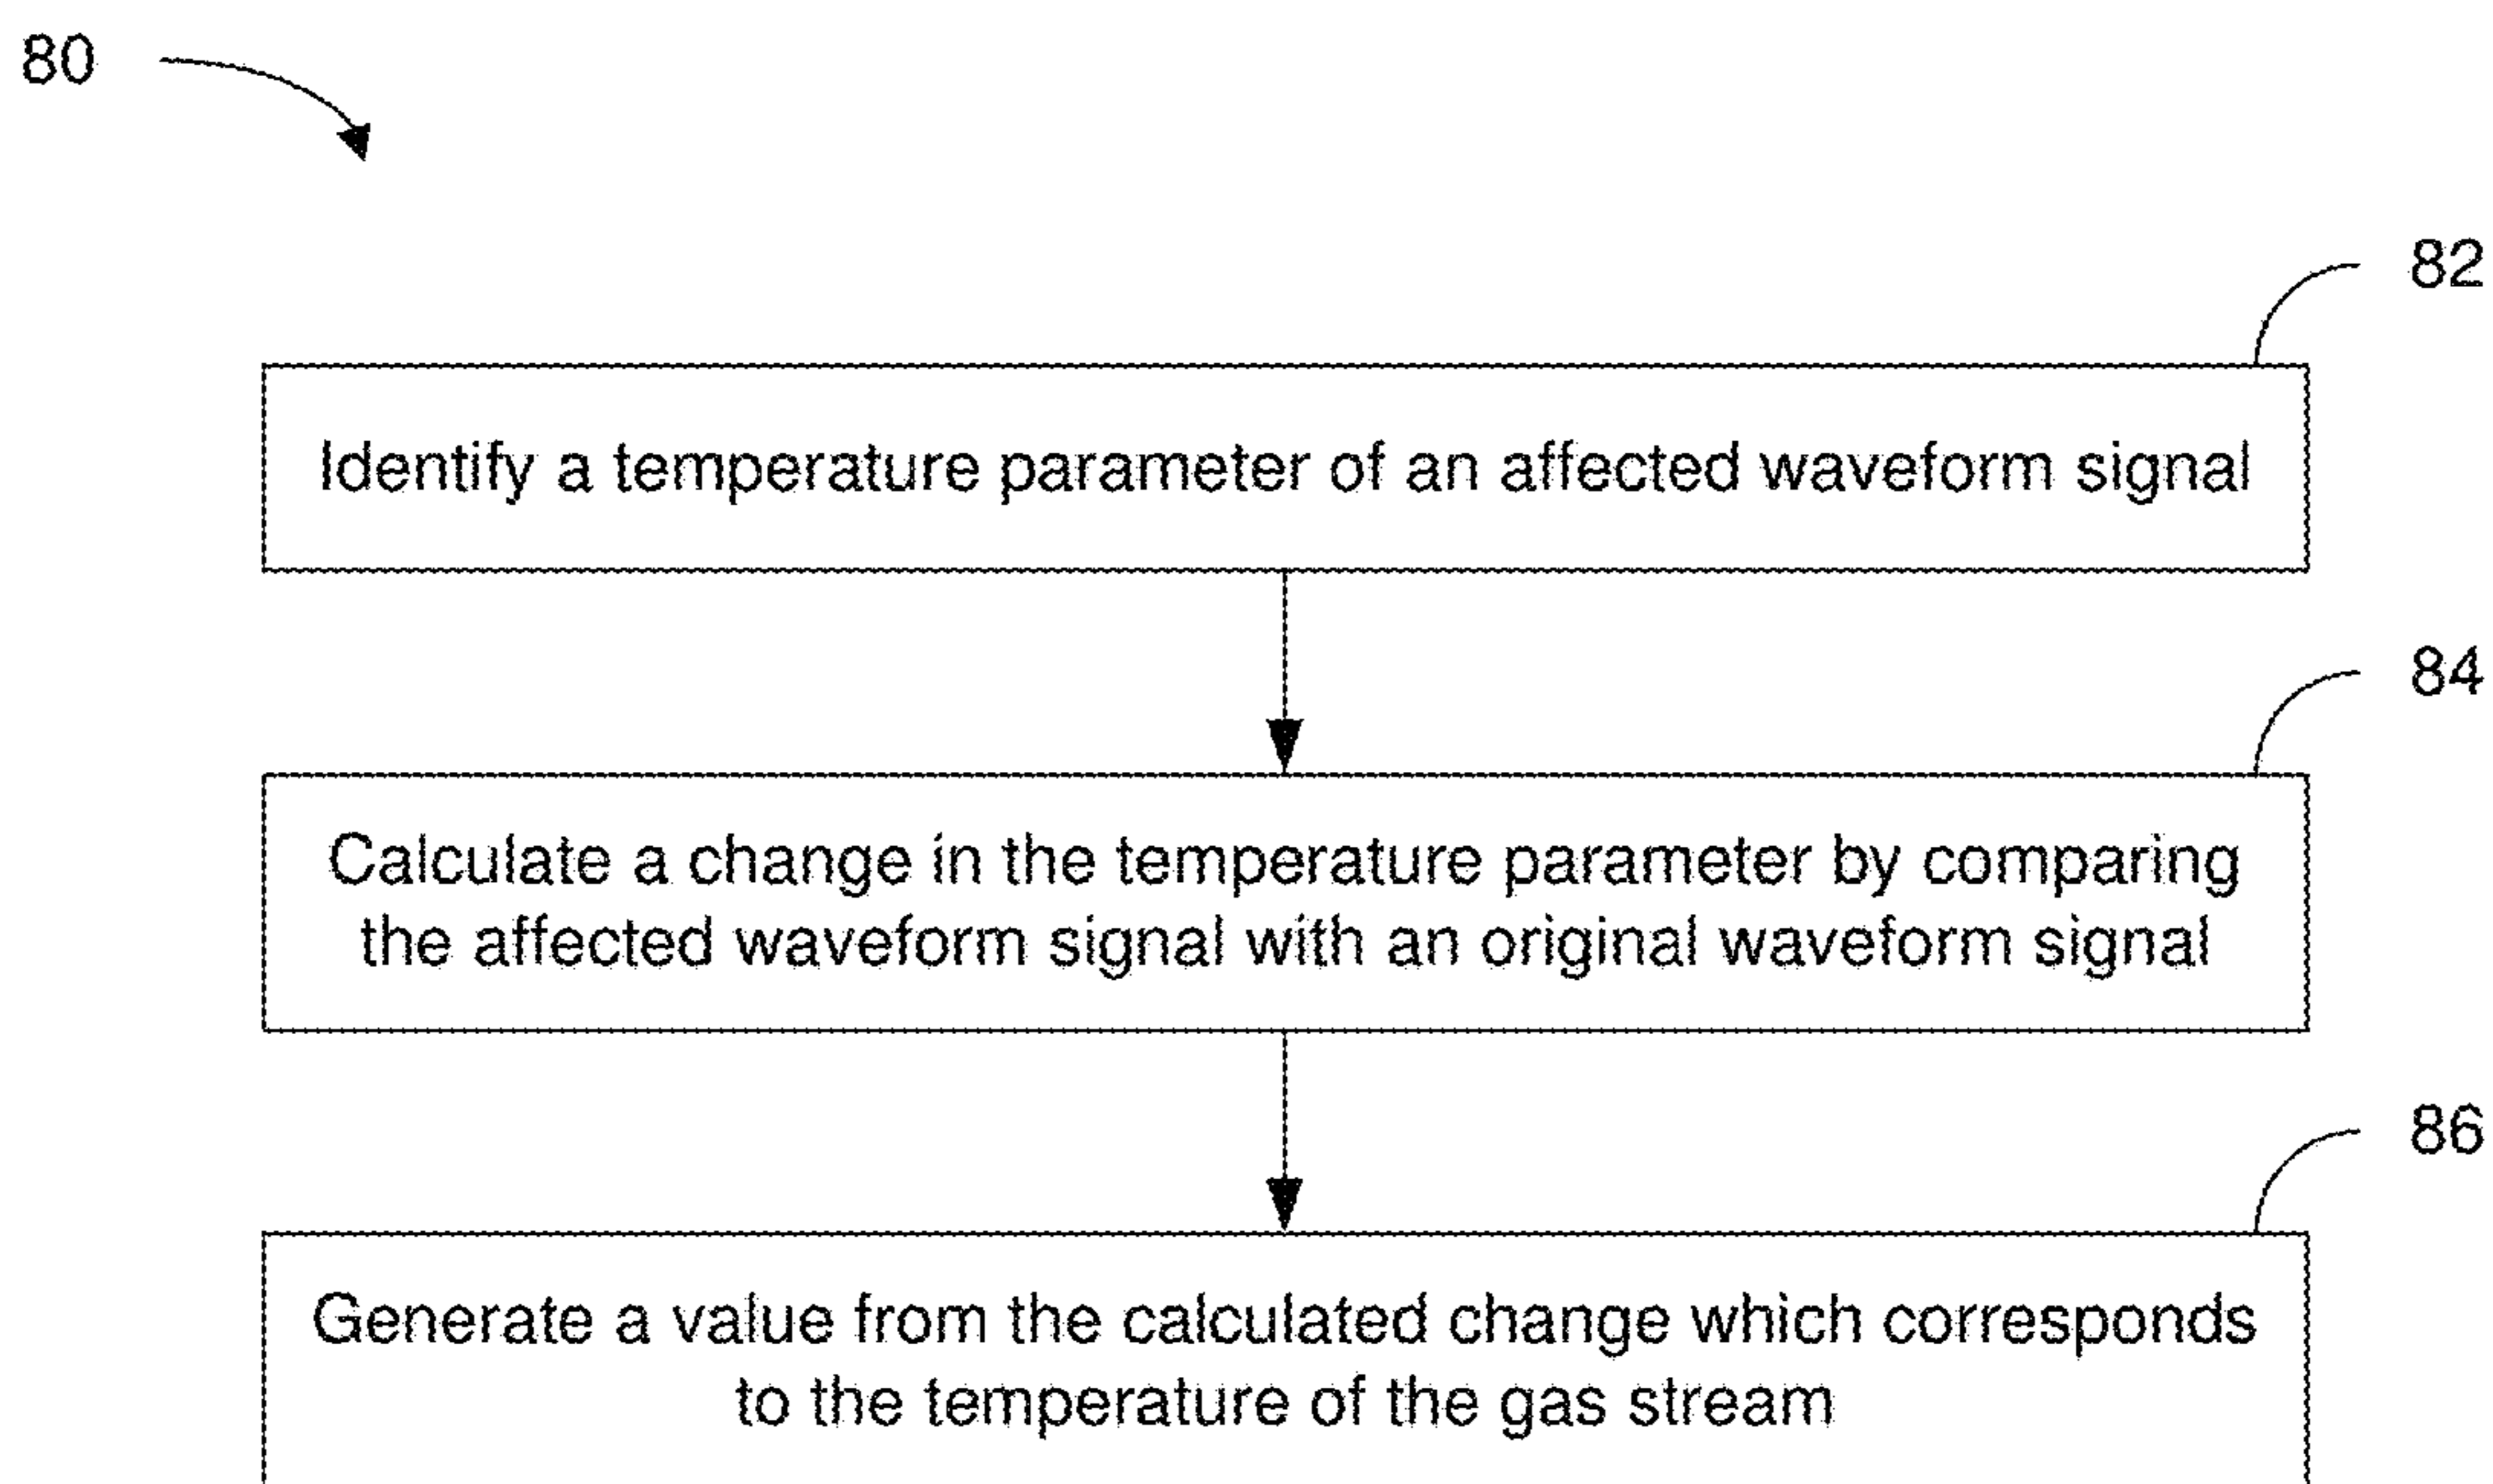 80
82
Identify a temperature parameter of an affected waveform signal
84
Calculate a change in the temperature parameter by comparing
the affected waveform signal with an original waveform signal
86
Generate a value from the calculated change which corresponds
to the temperature of the gas stream